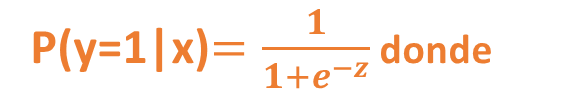 P(y=1|x)= 1/(1+e^{-z}) donde